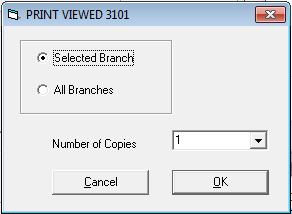 PRINT VIEWED 3101
Selected Branch
All Branches
Number of Copies 1
Cancel OK